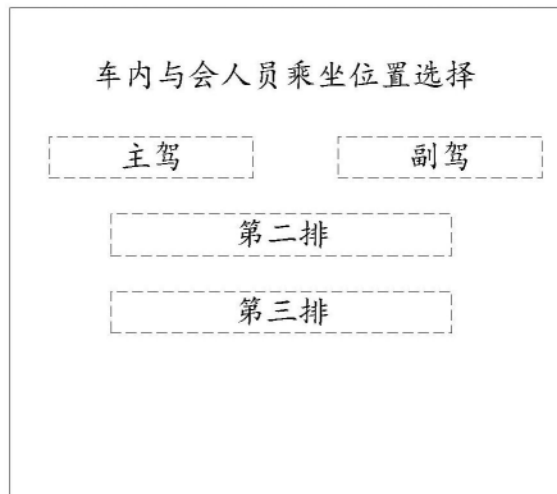 车内与会人员乘坐位置选择
主驾 副驾
第二排
第三排